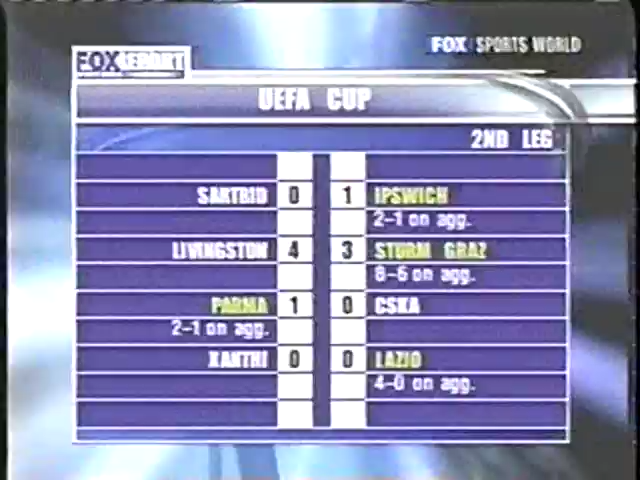 FOX SPORTS WORLD
FOX REPORT
UEFA CUP
2ND LEG
SARTRID 0 1 IPSWICH
2-1 on agg.
LIVINGSTON 4 3 STURM GRAZ
8-6 on agg.
PARMA 1 0 CSKA
2-1 on agg.
XANTHI 0 0 LAZIO
4-0 on agg.